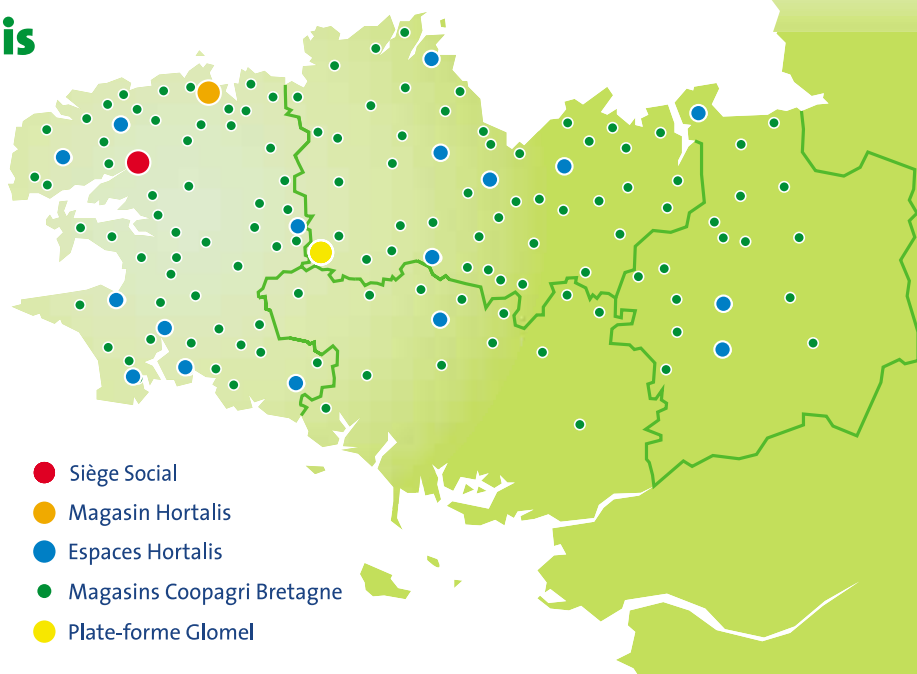 is
Siège Social
Magasin Hortalis
Espaces Hortalis
Magasins Coopagri Bretagne
Plate-forme Glomel